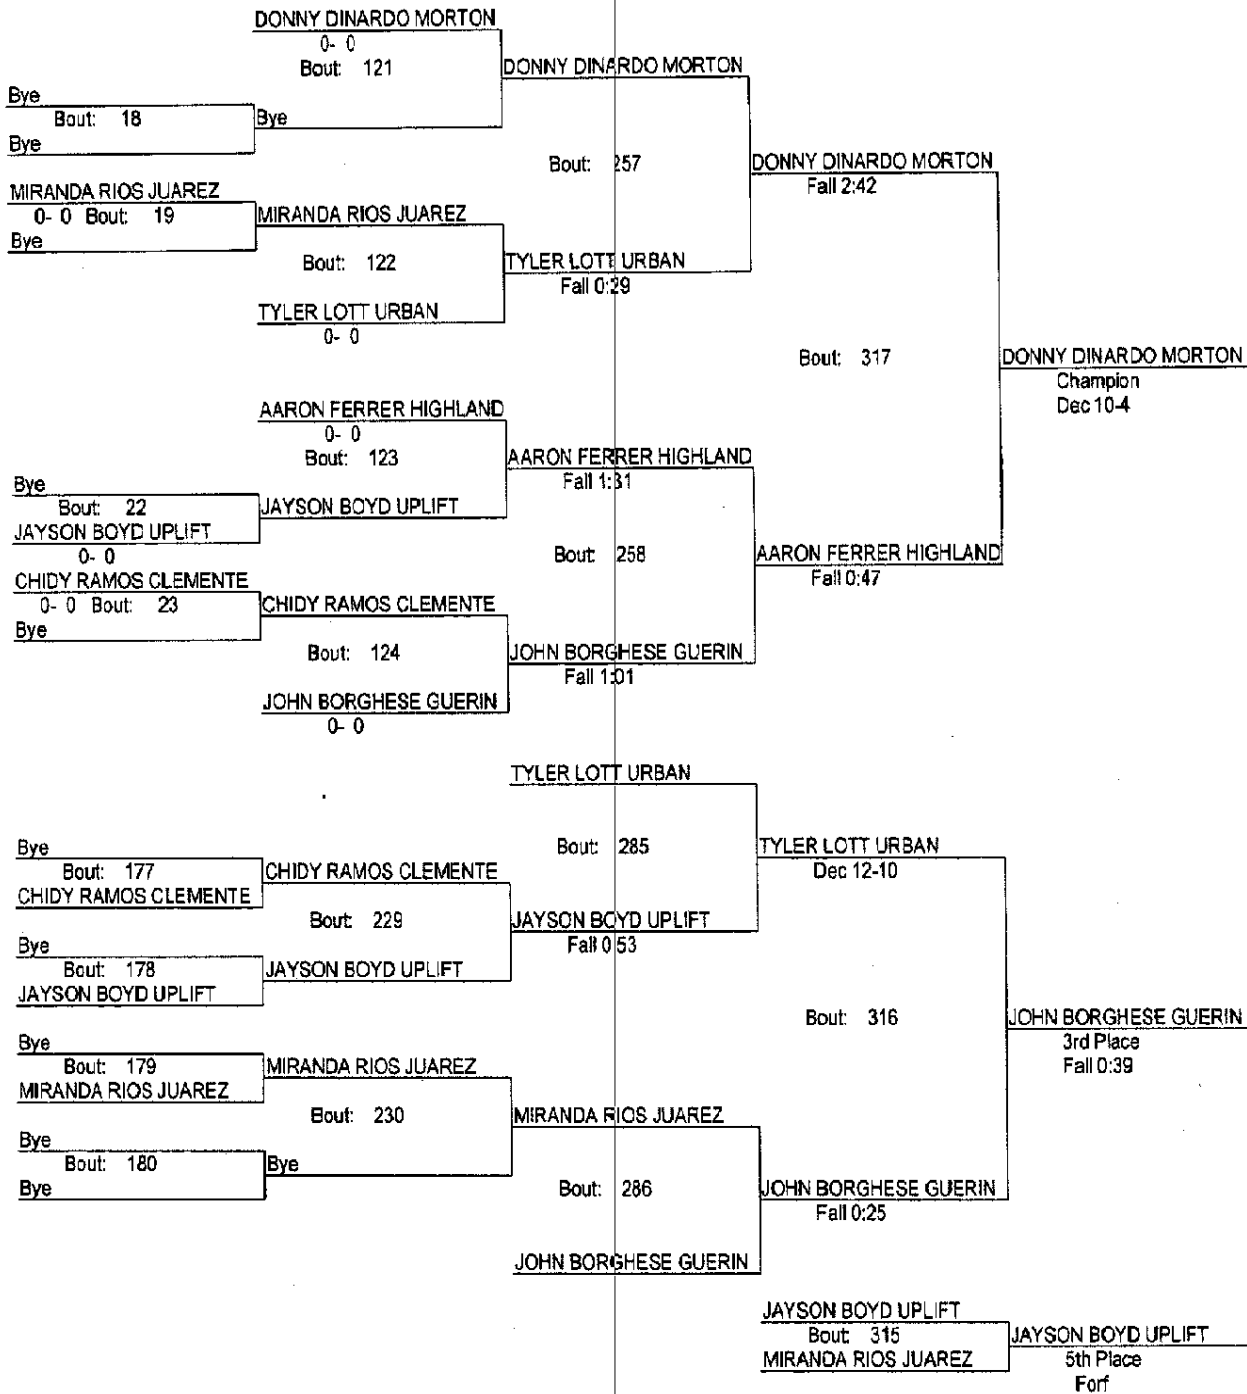 DONNY DINARDO MORTON
0- 0
Bout: 121
DONNY DINARDO MORTON
Bye
Bout: 18
Bye
Bye
Bout: 257
DONNY DINARDO MORTON
Fall 2:42
MIRANDA RIOS JUAREZ
0- 0 Bout: 19
MIRANDA RIOS JUAREZ
Bye
Bout: 122
TYLER LOTT URBAN
Fall 0:29
TYLER LOTT URBAN
0- 0
Bout: 317
DONNY DINARDO MORTON
Champion
Dec 10-4
AARON FERRER HIGHLAND
0- 0
Bout: 123
AARON FERRER HIGHLAND
Fall 1:31
Bye
Bout: 22
JAYSON BOYD UPLIFT
JAYSON BOYD UPLIFT
0- 0
Bout: 258
AARON FERRER HIGHLAND
Fall 0:47
CHIDY RAMOS CLEMENTE
0- 0 Bout: 23
CHIDY RAMOS CLEMENTE
Bye
Bout: 124
JOHN BORGHESE GUERIN
Fall 1:01
JOHN BORGHESE GUERIN
0- 0
TYLER LOTT URBAN
Bout: 285
TYLER LOTT URBAN
Dec 12-10
Bye
Bout: 177
CHIDY RAMOS CLEMENTE
CHIDY RAMOS CLEMENTE
Bout: 229
JAYSON BOYD UPLIFT
Fall 0:53
Bye
Bout: 178
JAYSON BOYD UPLIFT
JAYSON BOYD UPLIFT
Bout: 316
JOHN BORGHESE GUERIN
3rd Place
Fall 0:39
Bye
Bout: 179
MIRANDA RIOS JUAREZ
MIRANDA RIOS JUAREZ
Bout: 230
MIRANDA RIOS JUAREZ
Bye
Bout: 180
Bye
Bye
Bout: 286
JOHN BORGHESE GUERIN
Fall 0:25
JOHN BORGHESE GUERIN
JAYSON BOYD UPLIFT
Bout: 315
JAYSON BOYD UPLIFT
MIRANDA RIOS JUAREZ
5th Place
Forf